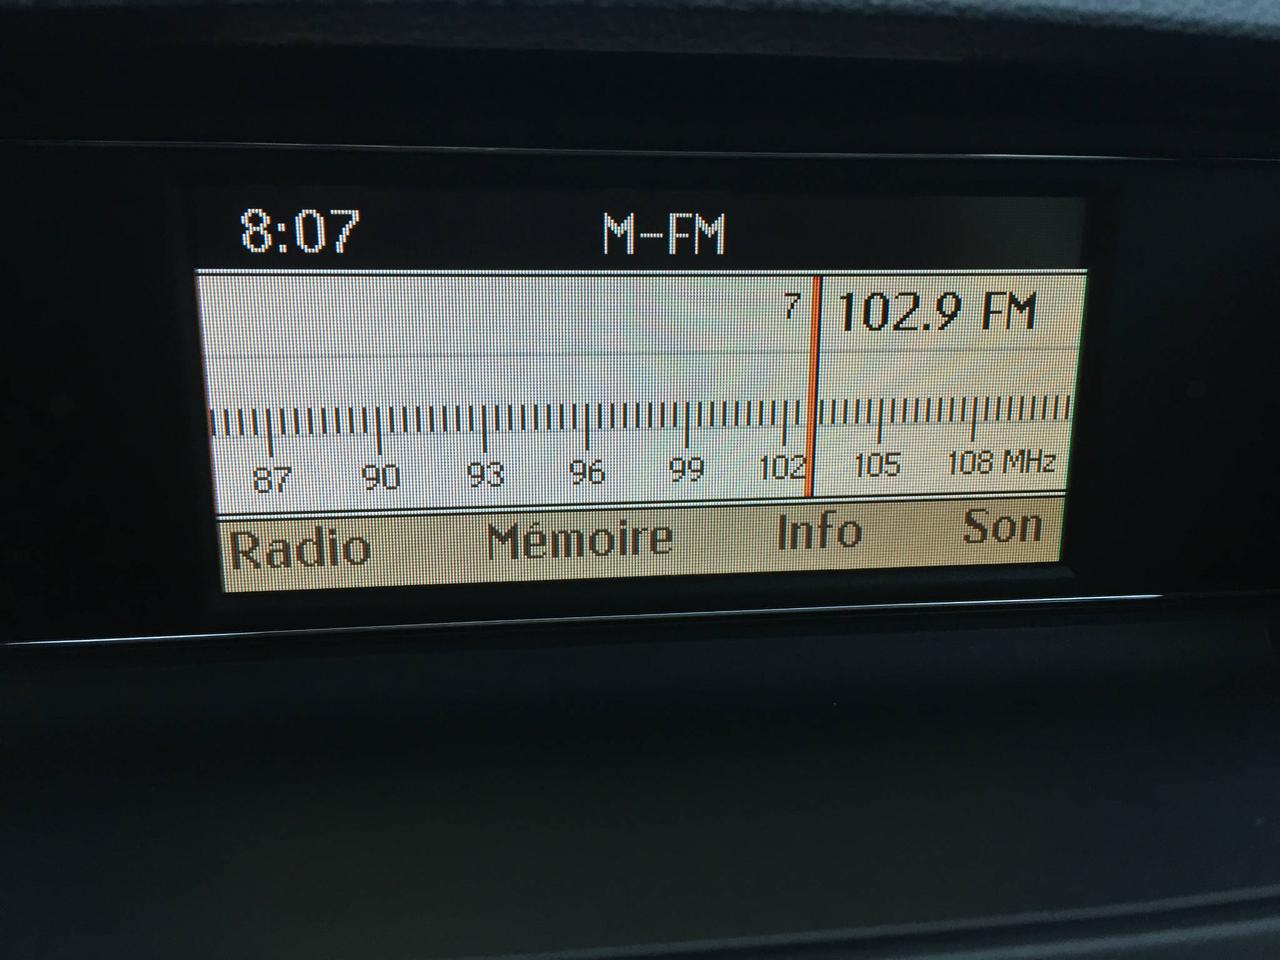 8:07 M-FM
7 102.9 FM
87 90 93 96 99 102 105 108 MHz
Radio Mémoire Info Son